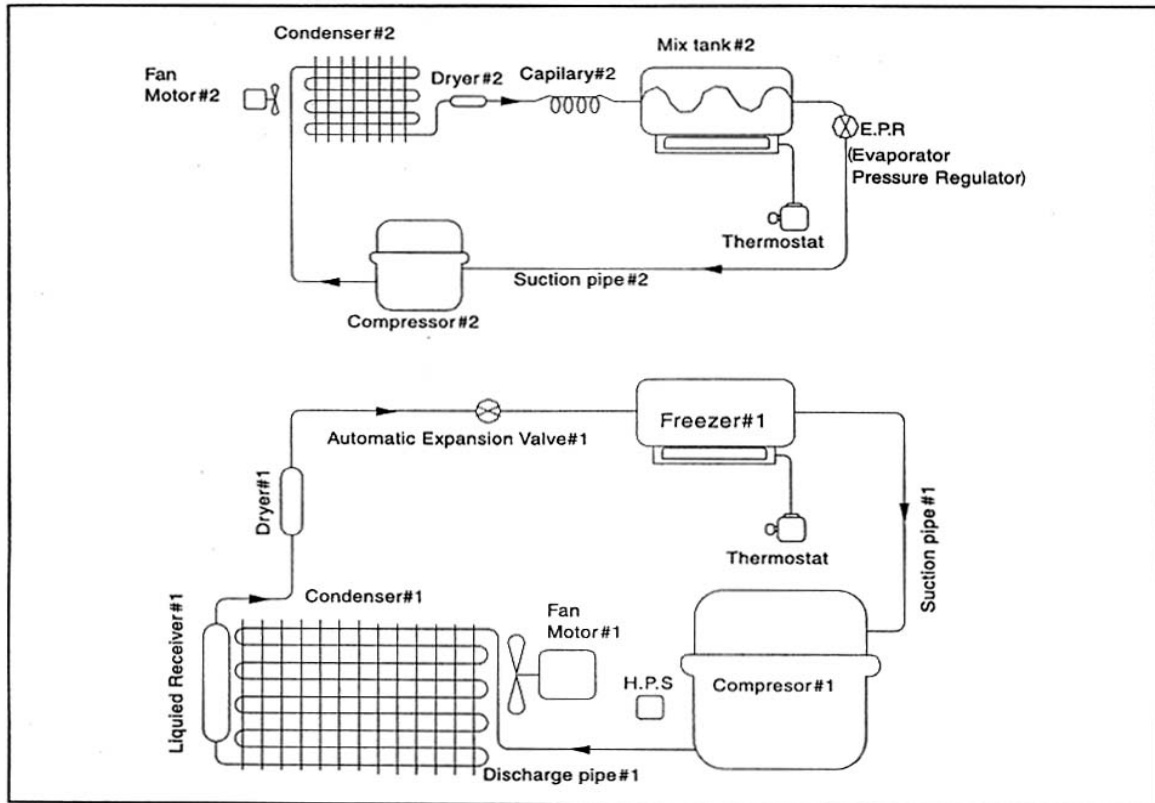 Condenser#2
Fan
Motor#2
Dryer#2
Capilary#2
Mix tank#2
E.P.R
(Evaporator
Pressure Regulator)
Thermostat
Suction pipe#2
Compressor#2
Automatic Expansion Valve#1
Freezer#1
Dryer#1
Thermostat
Suction pipe#1
Liquied Receiver#1
Condenser#1
Fan
Motor#1
H.P.S
Compresor#1
Discharge pipe#1